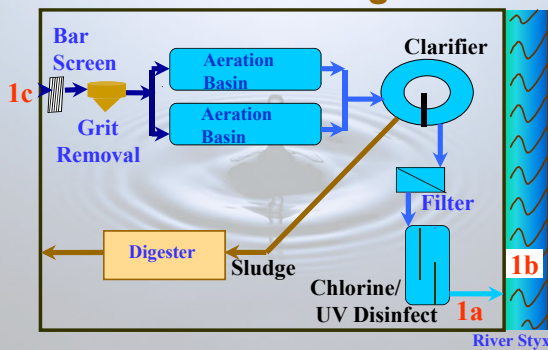 Bar
Screen
1c
Grit
Removal
Aeration
Basin
Aeration
Basin
Clarifier
Filter
Digester
Sludge
Chlorine/
UV Disinfect
1a
1b
River Styx